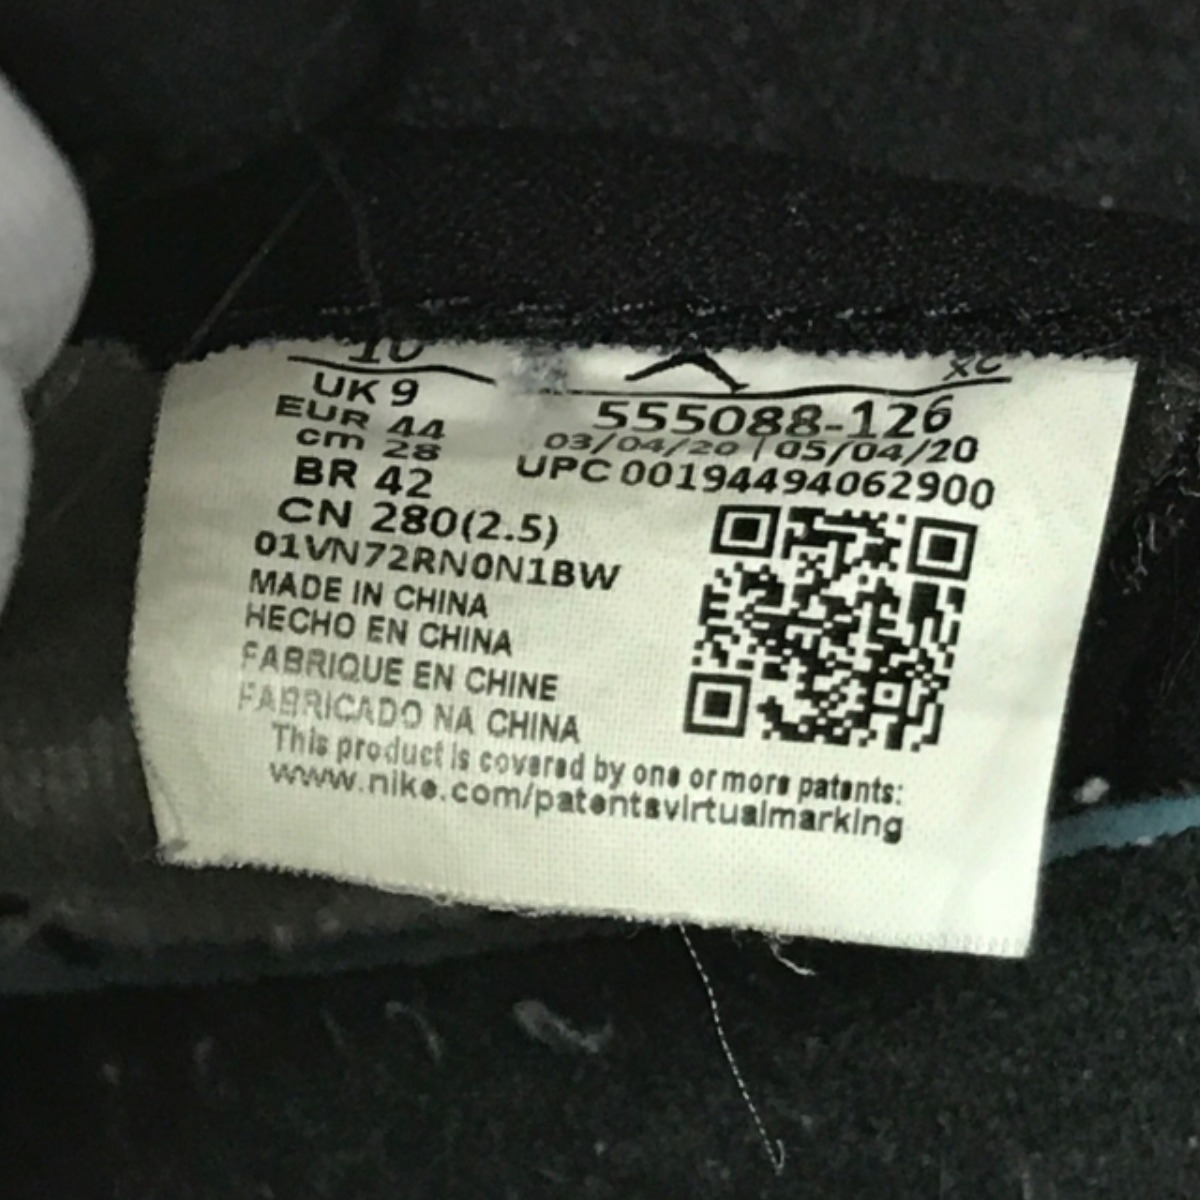 10
XC
UK 9
EUR 44
cm 28
BR 42
CN 280(2.5)
555088-126
03/04/20 | 05/04/20
UPC 00194494062900
01VN72RN0N1BW
MADE IN CHINA
HECHO EN CHINA
FABRIQUE EN CHINE
FABRICADO NA CHINA
This product is covered by one or more patents:
www.nike.com/patentsvirtualmarking